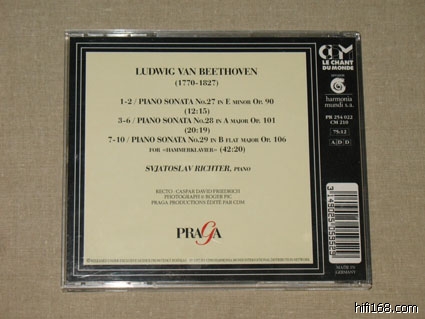 LUDWIG VAN BEETHOVEN
(1770-1827)
1-2 / PIANO SONATA No.27 IN E MINOR OP. 90
(12:15)
3-6 / PIANO SONATA No.28 IN A MAJOR OP. 101
(20:19)
7-10 / PIANO SONATA No.29 IN B FLAT MAJOR OP. 106
FOR «HAMMERKLAVIER» (42:20)
SVJATOSLAV RICHTER, PIANO
RECTO : CASPAR DAVID FRIEDRICH
PHOTOGRAPH © ROGER PIC
PRAGA PRODUCTIONS ÉDITÉ PAR CDM
PRAGA
CDM
LE CHANT
DU MONDE
harmonia
mundi s.a.
PR 254 022
CM 210
75:12
A D D
MADE IN
GERMANY
hifi168.com